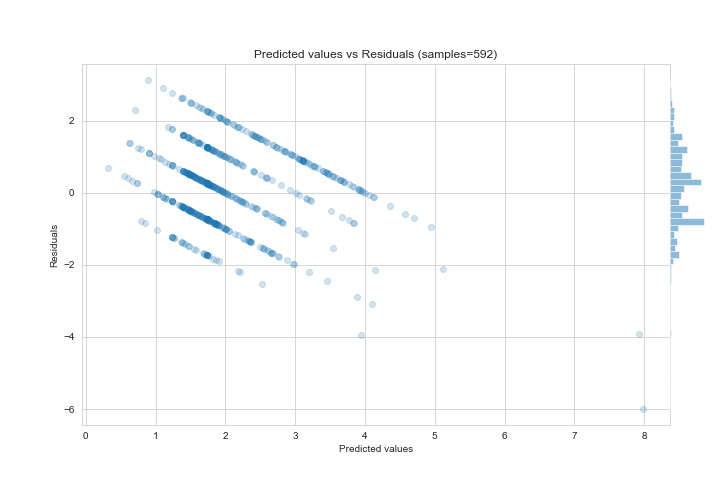 Predicted values vs Residuals (samples=592)
2
0
−2
−4
−6
Residuals
0 1 2 3 4 5 6 7 8
Predicted values